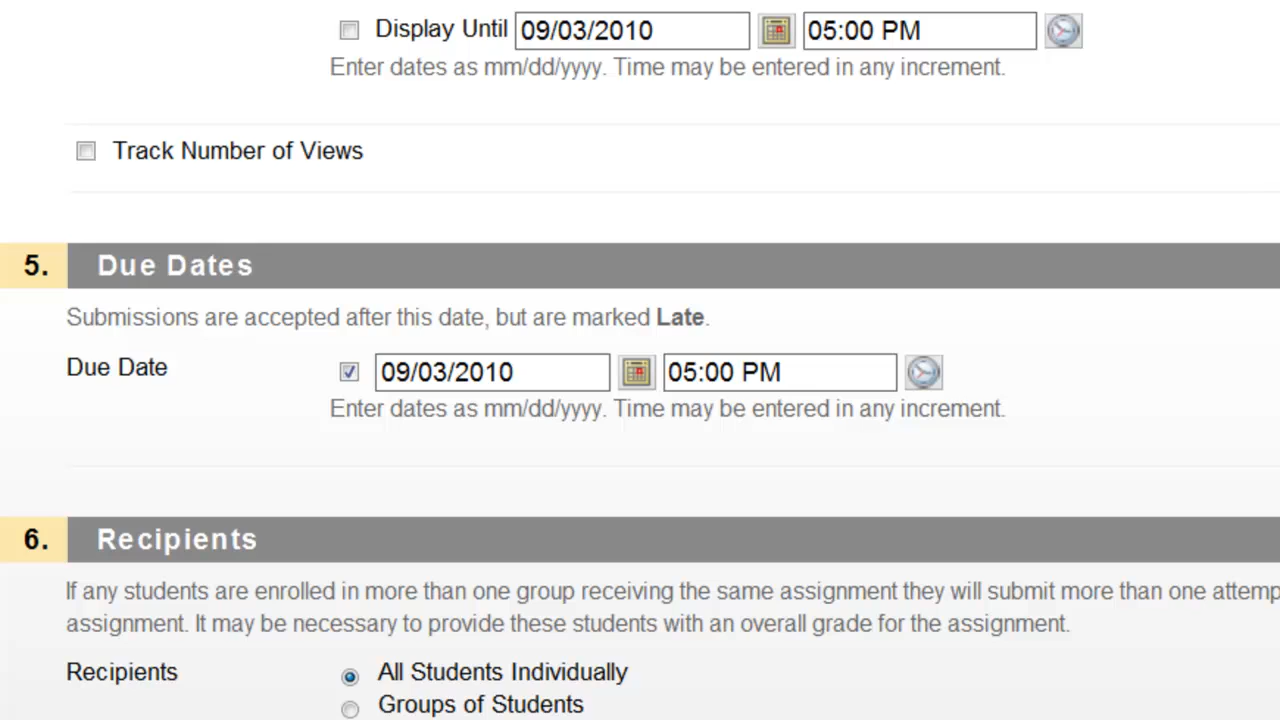 Display Until 09/03/2010 05:00 PM
Enter dates as mm/dd/yyyy. Time may be entered in any increment.
Track Number of Views
5. Due Dates
Submissions are accepted after this date, but are marked Late.
Due Date 09/03/2010 05:00 PM
Enter dates as mm/dd/yyyy. Time may be entered in any increment.
6. Recipients
If any students are enrolled in more than one group receiving the same assignment they will submit more than one attemp
assignment. It may be necessary to provide these students with an overall grade for the assignment.
Recipients All Students Individually
Groups of Students